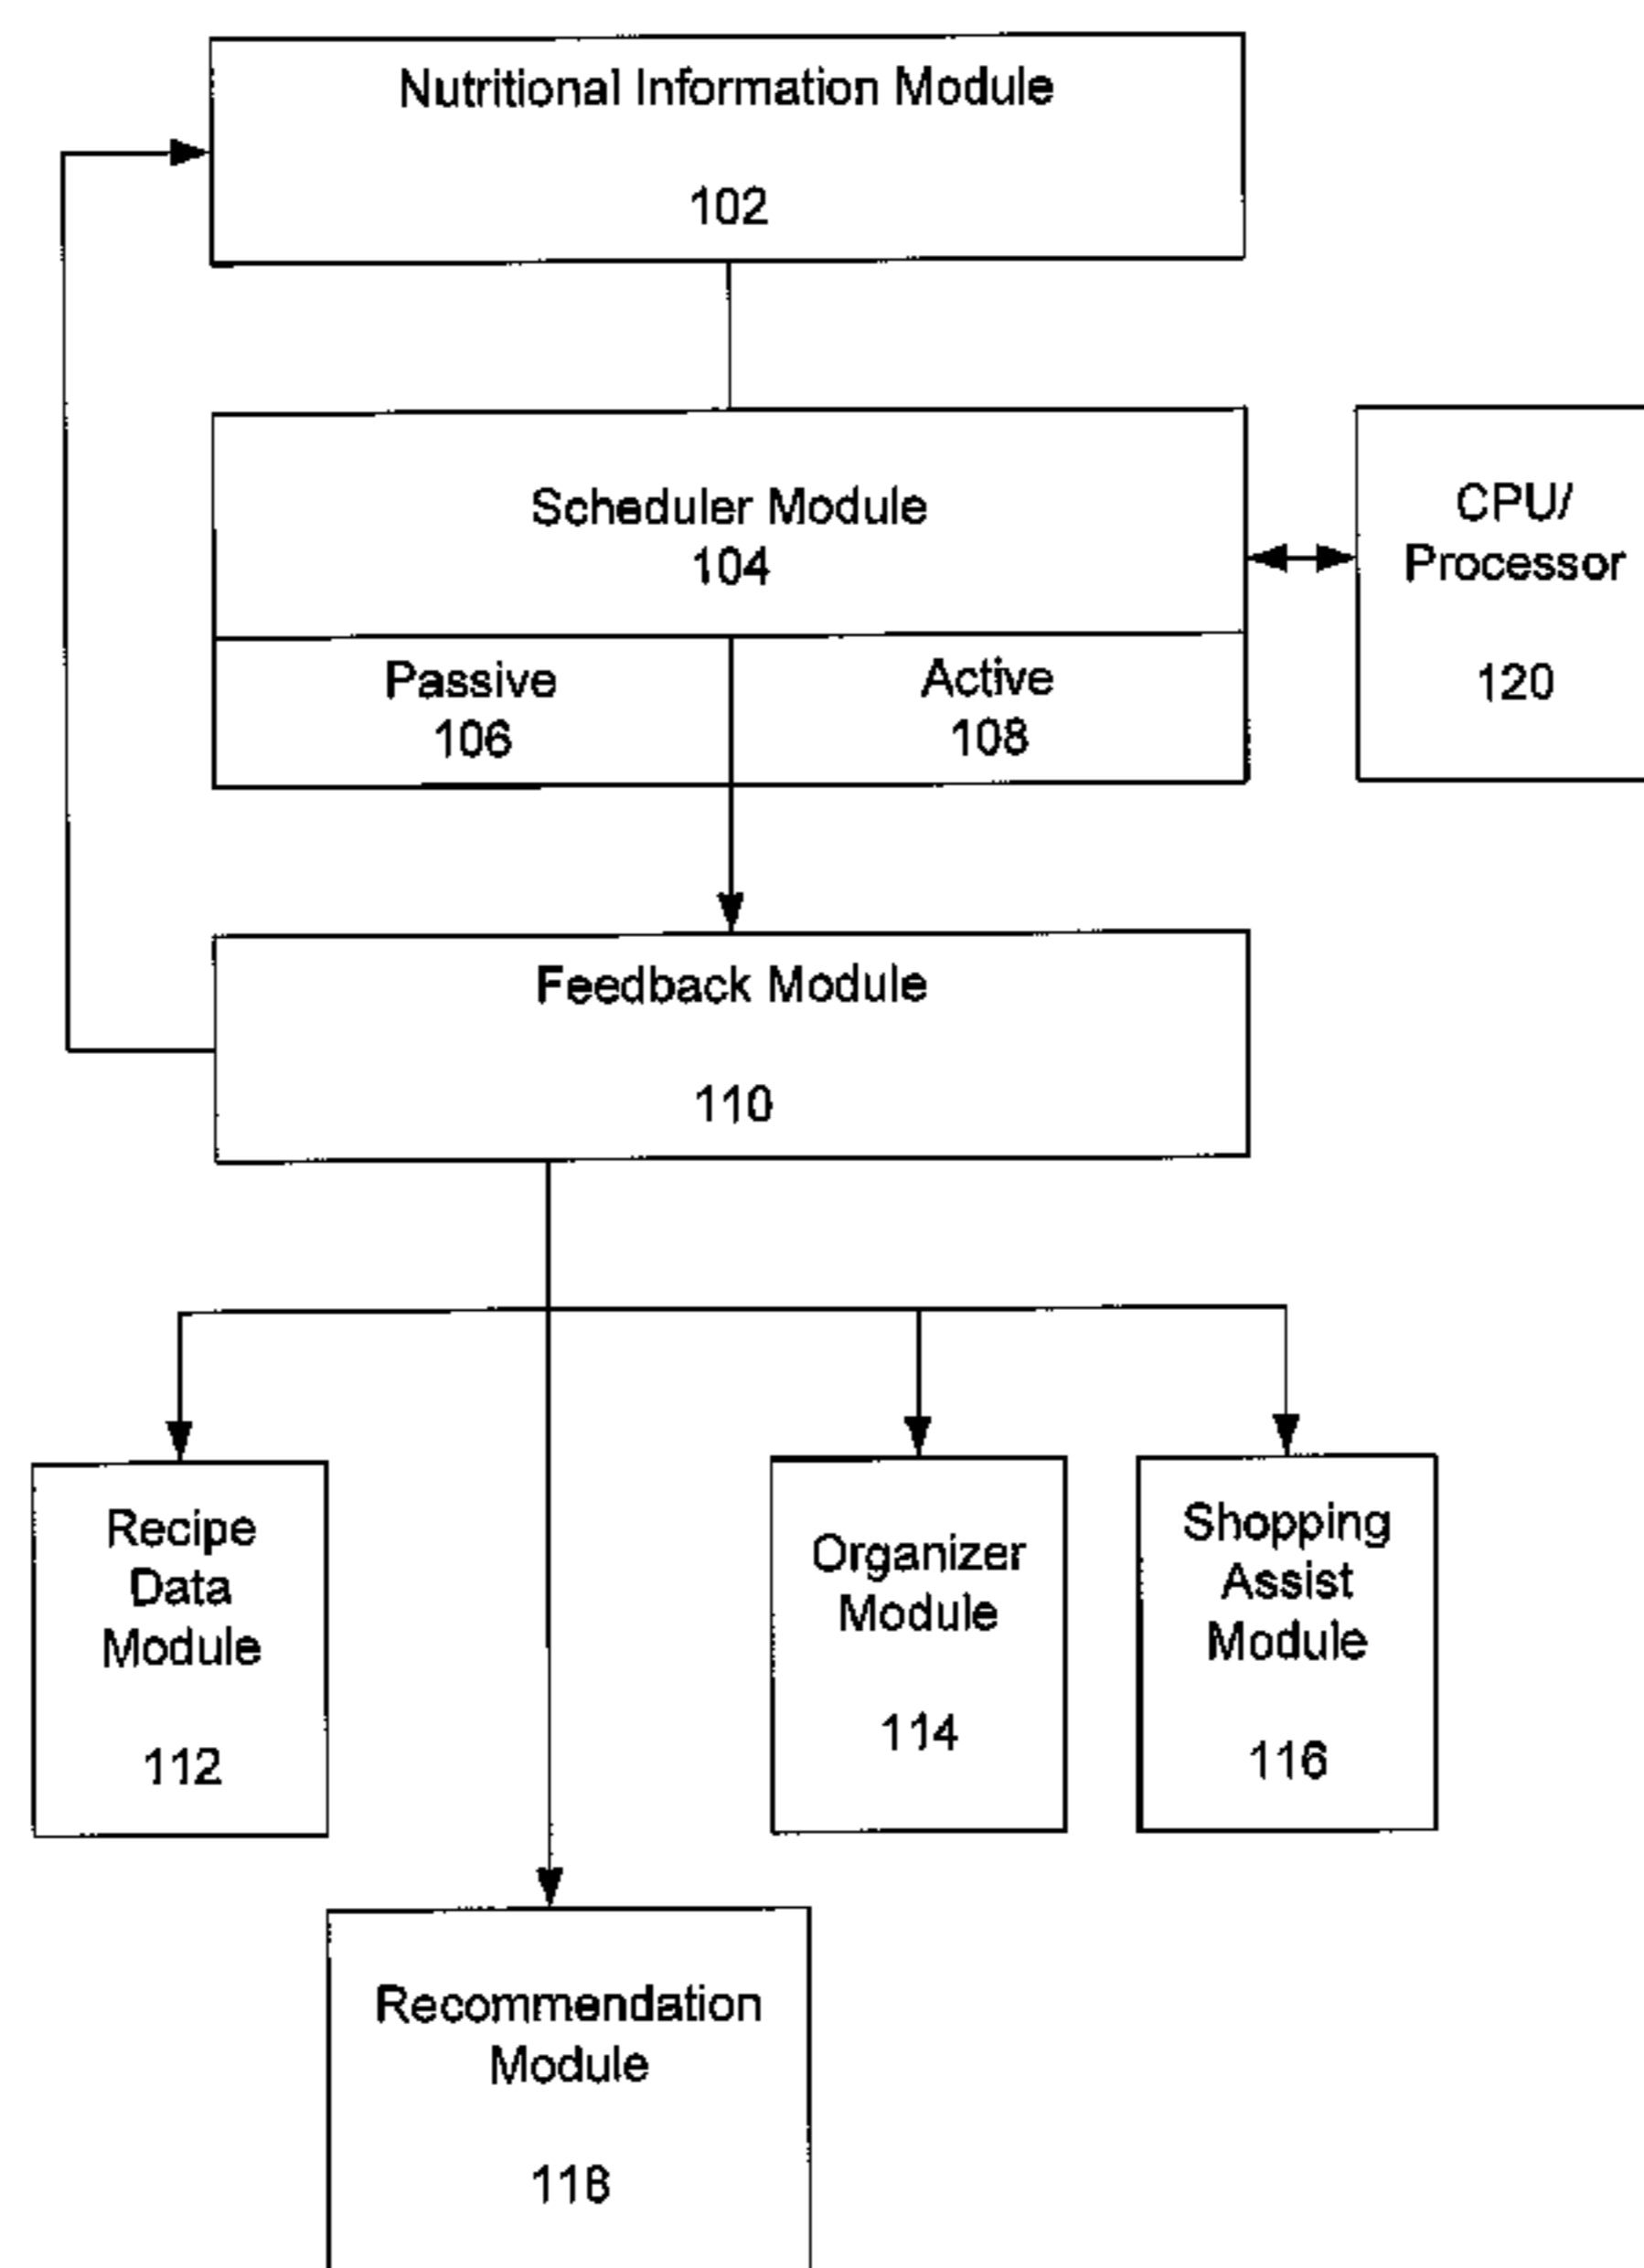 Nutritional Information Module
102
Scheduler Module
104
Passive
106
Active
108
CPU/
Processor
120
Feedback Module
110
Recipe
Data
Module
112
Organizer
Module
114
Shopping
Assist
Module
116
Recommendation
Module
118